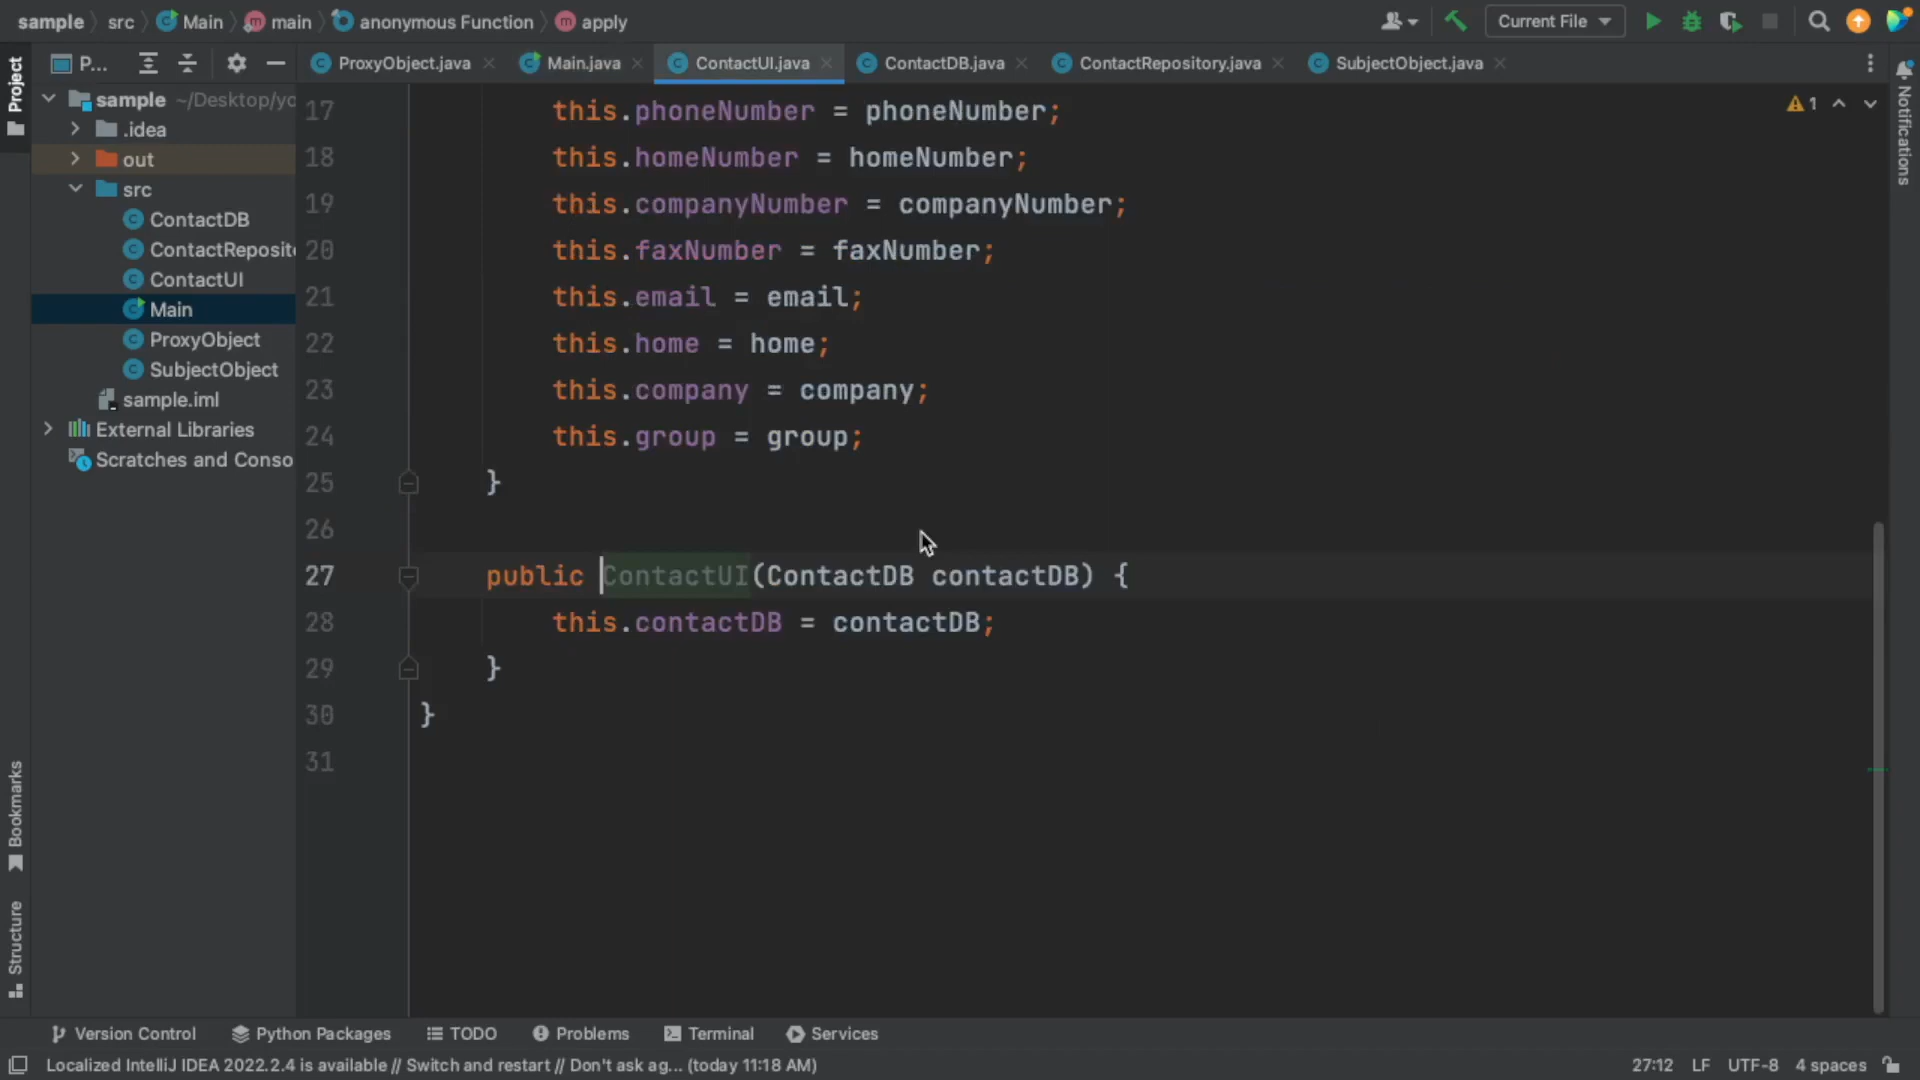 sample src Main main anonymous Function apply Current File
Project P... ProxyObject.java Main.java ContactUI.java ContactDB.java ContactRepository.java SubjectObject.java
sample ~/Desktop/yo
.idea
out
src
ContactDB
ContactReposito
ContactUI
Main
ProxyObject
SubjectObject
sample.iml
External Libraries
Scratches and Conso
17 this.phoneNumber = phoneNumber;
18 this.homeNumber = homeNumber;
19 this.companyNumber = companyNumber;
20 this.faxNumber = faxNumber;
21 this.email = email;
22 this.home = home;
23 this.company = company;
24 this.group = group;
25 }
26
27 public ContactUI(ContactDB contactDB) {
28 this.contactDB = contactDB;
29 }
30 }
31
1
Notifications
Bookmarks
Structure
Version Control Python Packages TODO Problems Terminal Services
Localized IntelliJ IDEA 2022.2.4 is available // Switch and restart // Don't ask ag... (today 11:18 AM) 27:12 LF UTF-8 4 spaces